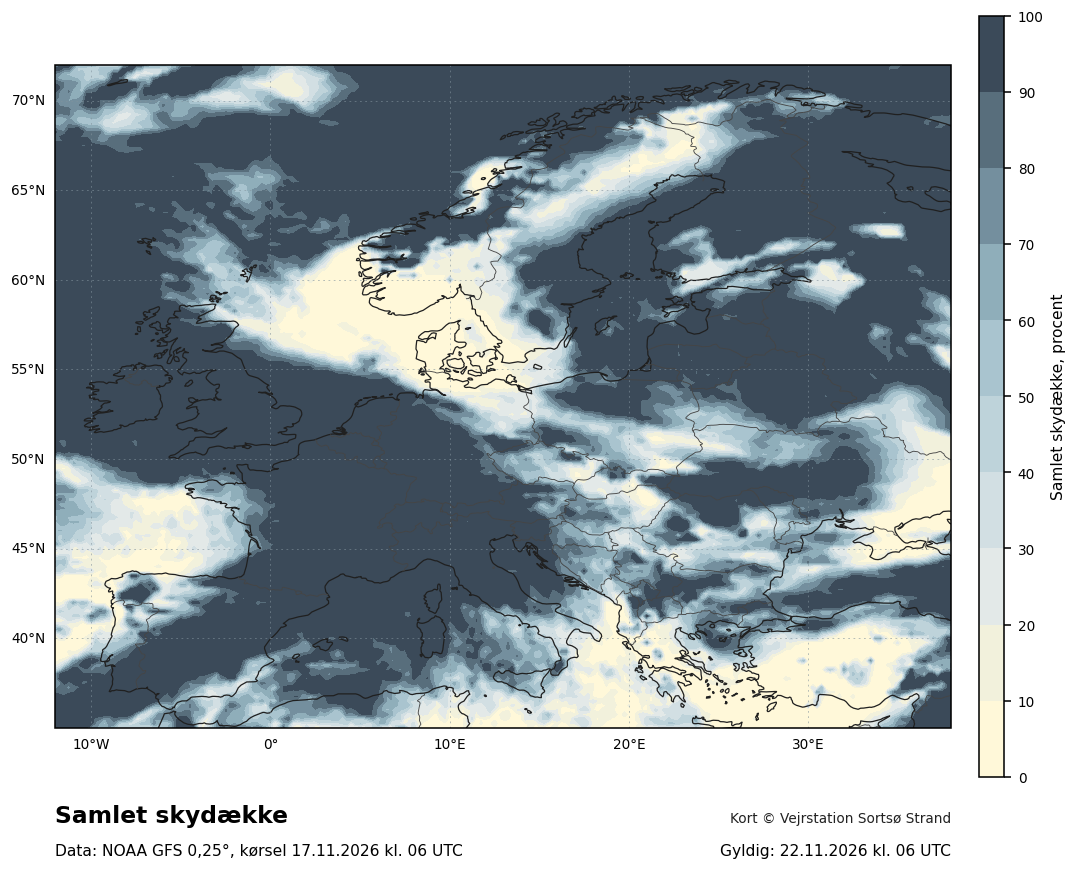 70°N
65°N
60°N
55°N
50°N
45°N
40°N
10°W
0°
10°E
20°E
30°E
100
90
80
70
60
50
40
30
20
10
0
Samlet skydække, procent
Samlet skydække
Kort © Vejrstation Sortsø Strand
Data: NOAA GFS 0,25°, kørsel 17.11.2026 kl. 06 UTC
Gyldig: 22.11.2026 kl. 06 UTC